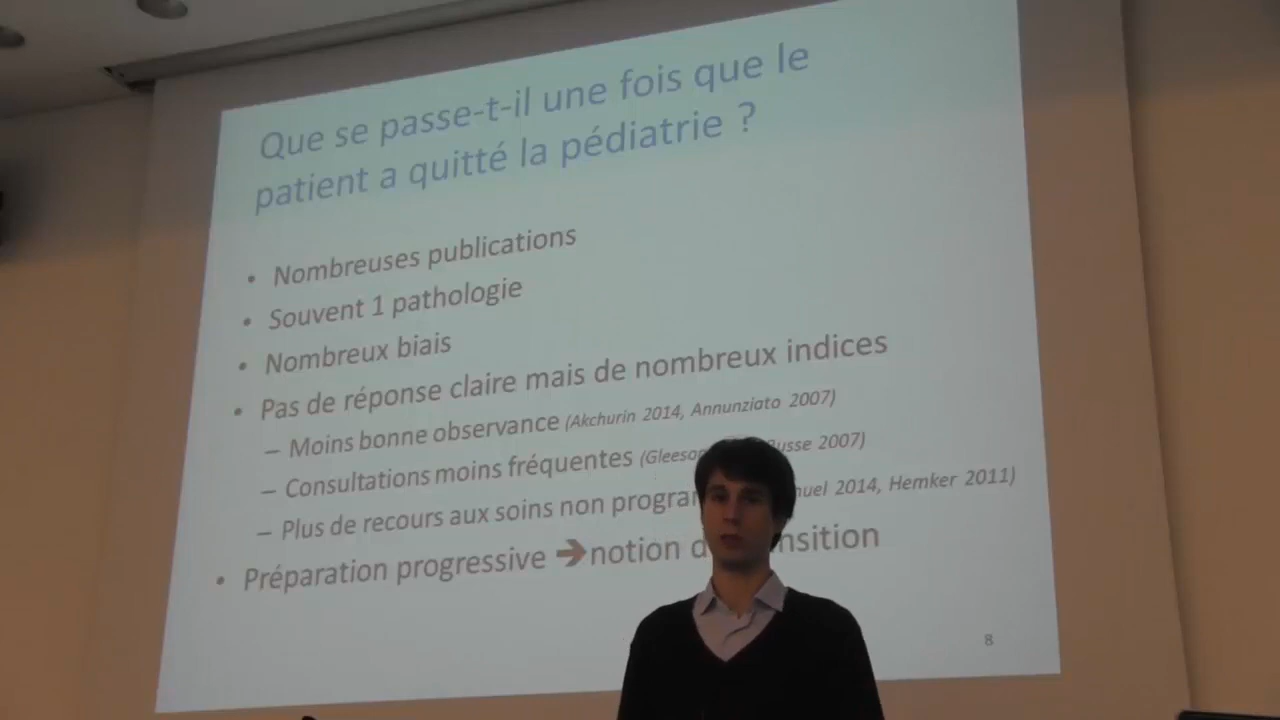 Que se passe-t-il une fois que le
patient a quitté la pédiatrie ?
• Nombreuses publications
• Souvent 1 pathologie
• Nombreux biais
• Pas de réponse claire mais de nombreux indices
– Moins bonne observance (Akchurin 2014, Annunziato 2007)
– Consultations moins fréquentes 2007)
– Plus de recours aux soins non 2014, Hemker 2011)
• Préparation progressive ➔ notion
8